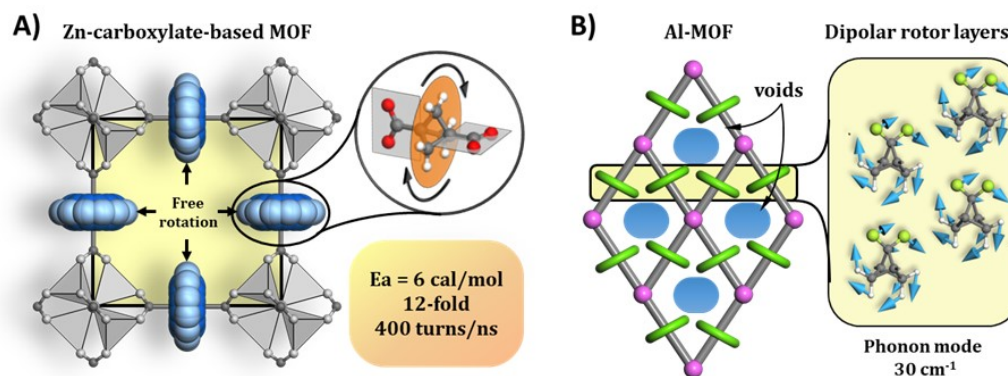 A)
Zn-carboxylate-based MOF
Free
rotation
Ea = 6 cal/mol
12-fold
400 turns/ns
B)
Al-MOF
voids
Dipolar rotor layers
Phonon mode
30 cm⁻¹